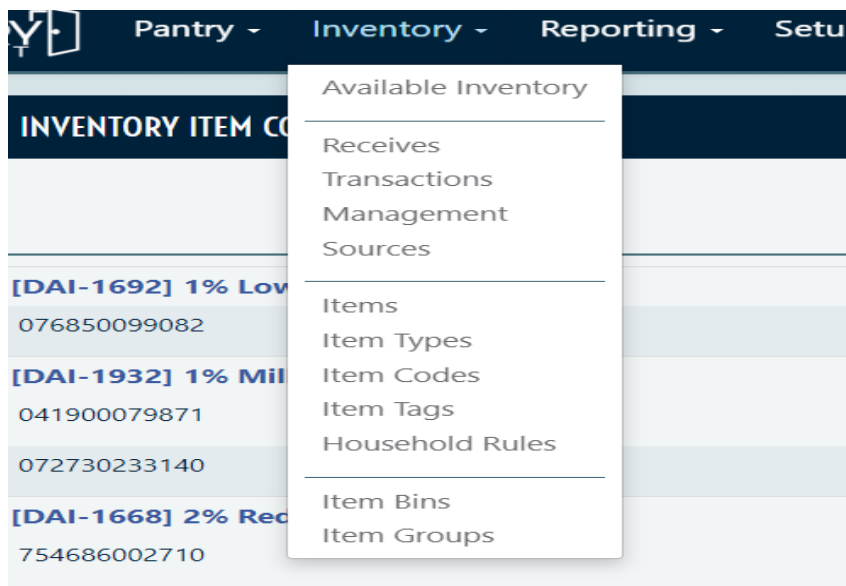 Pantry Inventory Reporting Setu
Available Inventory
INVENTORY ITEM CO
Receives
Transactions
Management
Sources
[DAI-1692] 1% Low
Items
076850099082
Item Types
[DAI-1932] 1% Mil
Item Codes
041900079871
Item Tags
Household Rules
072730233140
Item Bins
[DAI-1668] 2% Red
Item Groups
754686002710